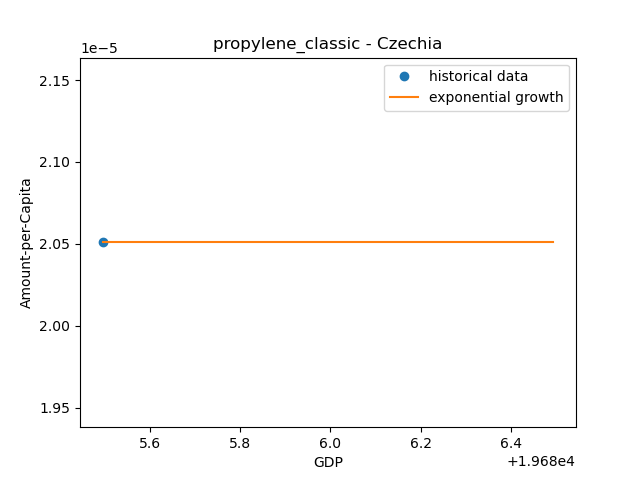 propylene_classic - Czechia
1e−5
2.15
2.10
2.05
2.00
1.95
Amount-per-Capita
historical data
exponential growth
5.6 5.8 6.0 6.2 6.4
+1.968e4
GDP